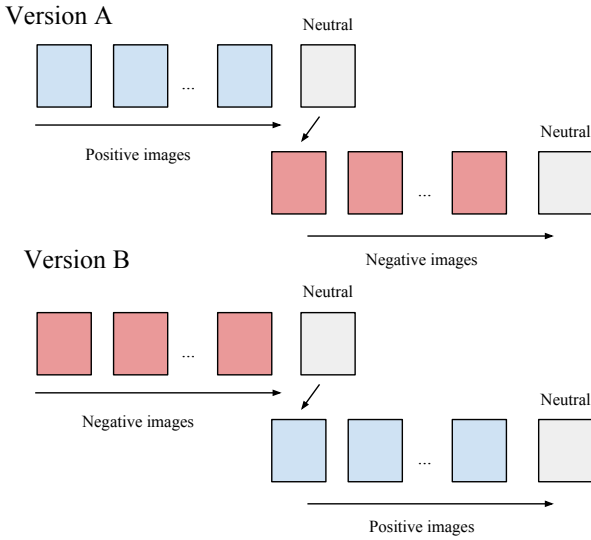 Version A
Neutral
...
Positive images
Neutral
...
Negative images
Version B
Neutral
...
Negative images
Neutral
...
Positive images